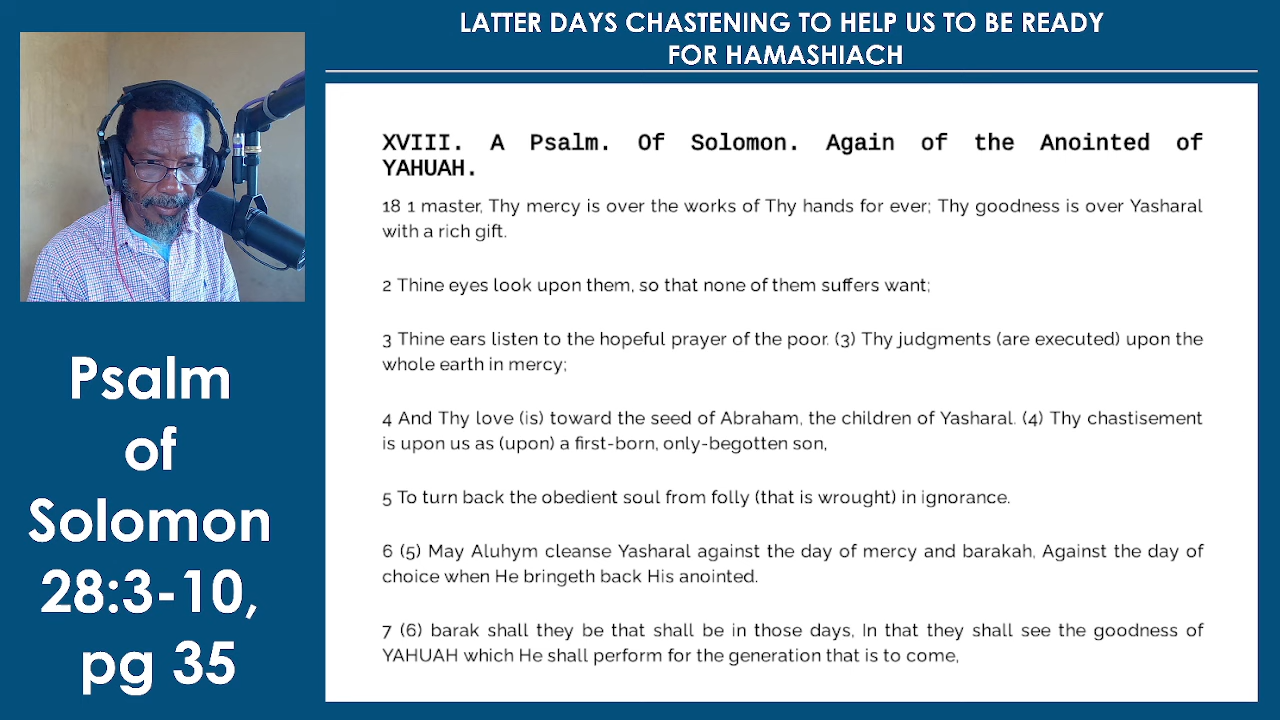 LATTER DAYS CHASTENING TO HELP US TO BE READY
FOR HAMASHIACH
XVIII. A Psalm. Of Solomon. Again of the Anointed of
YAHUAH.
18 1 master, Thy mercy is over the works of Thy hands for ever; Thy goodness is over Yasharal
with a rich gift.
2 Thine eyes look upon them, so that none of them suffers want;
3 Thine ears listen to the hopeful prayer of the poor. (3) Thy judgments (are executed) upon the
whole earth in mercy;
4 And Thy love (is) toward the seed of Abraham, the children of Yasharal. (4) Thy chastisement
is upon us as (upon) a first-born, only-begotten son,
5 To turn back the obedient soul from folly (that is wrought) in ignorance.
6 (5) May Aluhym cleanse Yasharal against the day of mercy and barakah, Against the day of
choice when He bringeth back His anointed.
7 (6) barak shall they be that shall be in those days, In that they shall see the goodness of
YAHUAH which He shall perform for the generation that is to come,
Psalm
of
Solomon
28:3-10,
pg 35